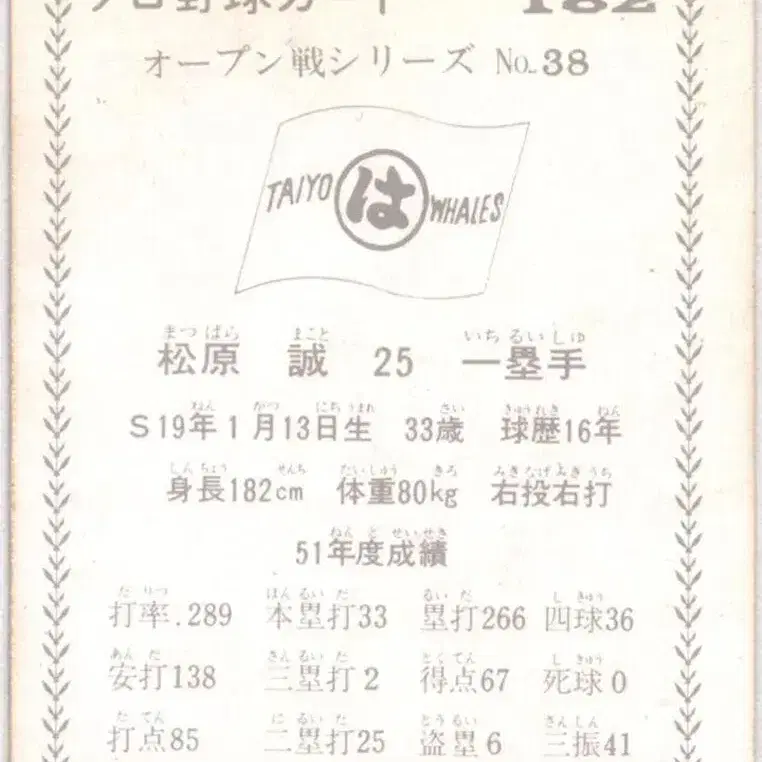 プロ野球カード 182
オープン戦シリーズ No.38
TAIYO は WHALES
まつばら まこと いちるいしゅ
松原 誠 25 一塁手
ねん がつ にちうまれ さい きゅうれき ねん
S19年1月13日生 33歳 球歴16年
しんちょう せんち たいじゅう きろ みぎなげみぎうち
身長182cm 体重80kg 右投右打
ねんどせいせき
51年度成績
だりつ ほんるいだ るいだ しきゅう
打率.289 本塁打33 塁打266 四球36
あんだ さんるいだ とくてん しきゅう
安打138 三塁打2 得点67 死球0
だてん にるいだ とうるい さんしん
打点85 二塁打25 盗塁6 三振41